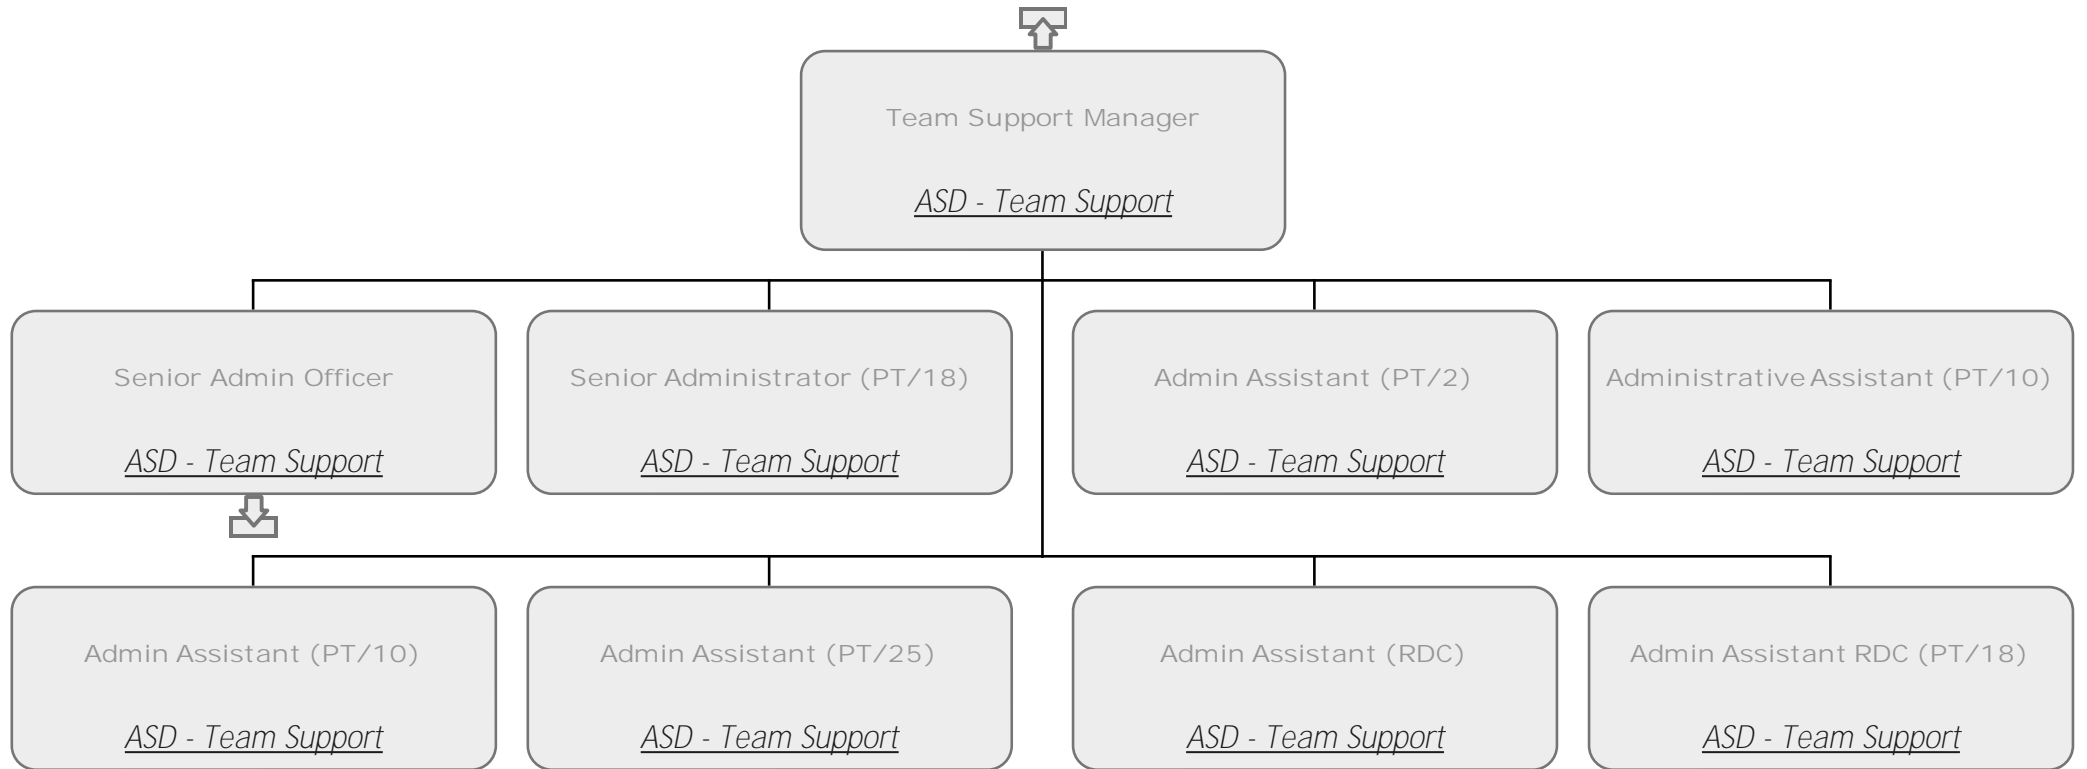 Team Support Manager
ASD - Team Support
Senior Admin Officer
ASD - Team Support
Senior Administrator (PT/18)
ASD - Team Support
Admin Assistant (PT/2)
ASD - Team Support
Administrative Assistant (PT/10)
ASD - Team Support
Admin Assistant (PT/10)
ASD - Team Support
Admin Assistant (PT/25)
ASD - Team Support
Admin Assistant (RDC)
ASD - Team Support
Admin Assistant RDC (PT/18)
ASD - Team Support